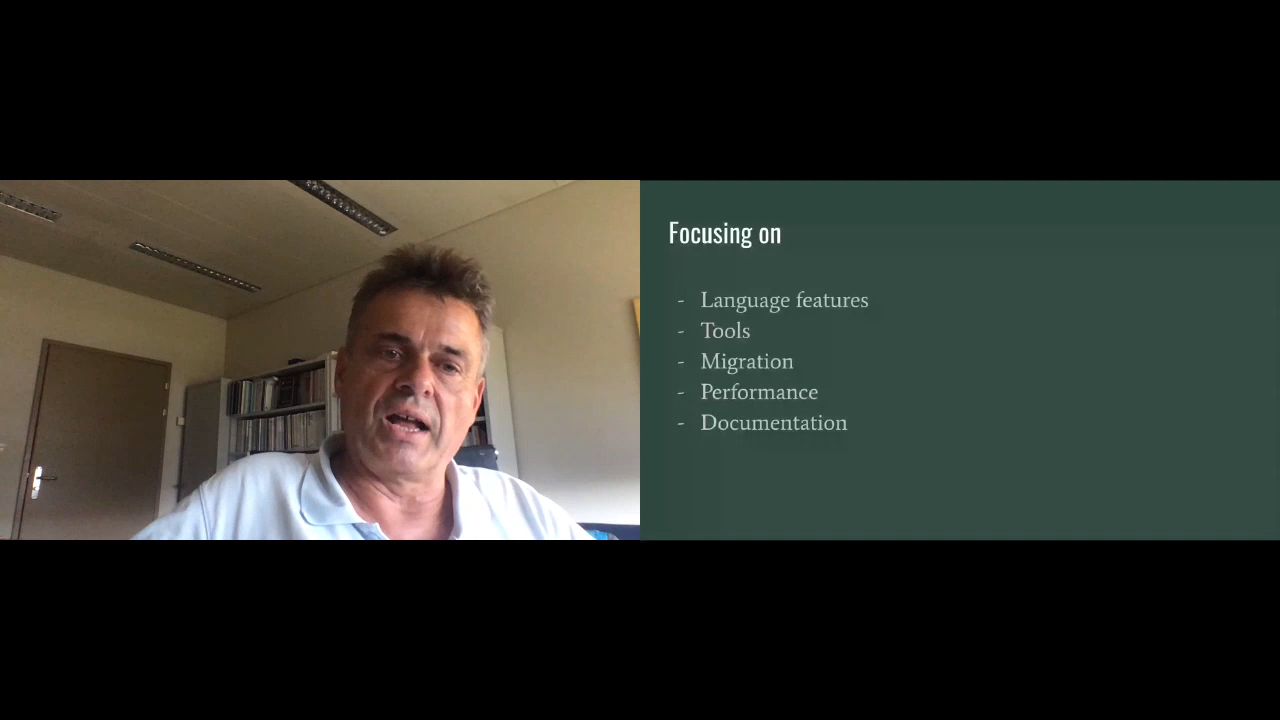 Focusing on
- Language features
- Tools
- Migration
- Performance
- Documentation